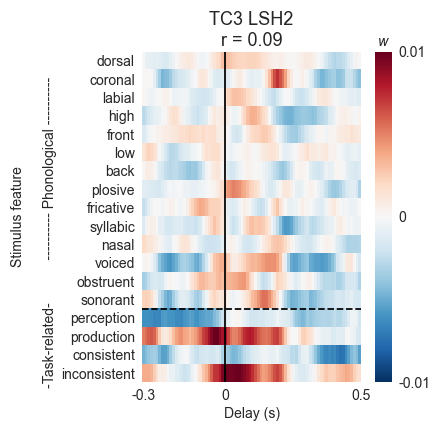 TC3 LSH2
r = 0.09
w
dorsal
coronal
labial
high
front
low
back
plosive
fricative
syllabic
nasal
voiced
obstruent
sonorant
perception
production
consistent
inconsistent
Stimulus feature
---------- Phonological ----------
-Task-related-
0.01
0
-0.01
-0.3 0 0.5
Delay (s)